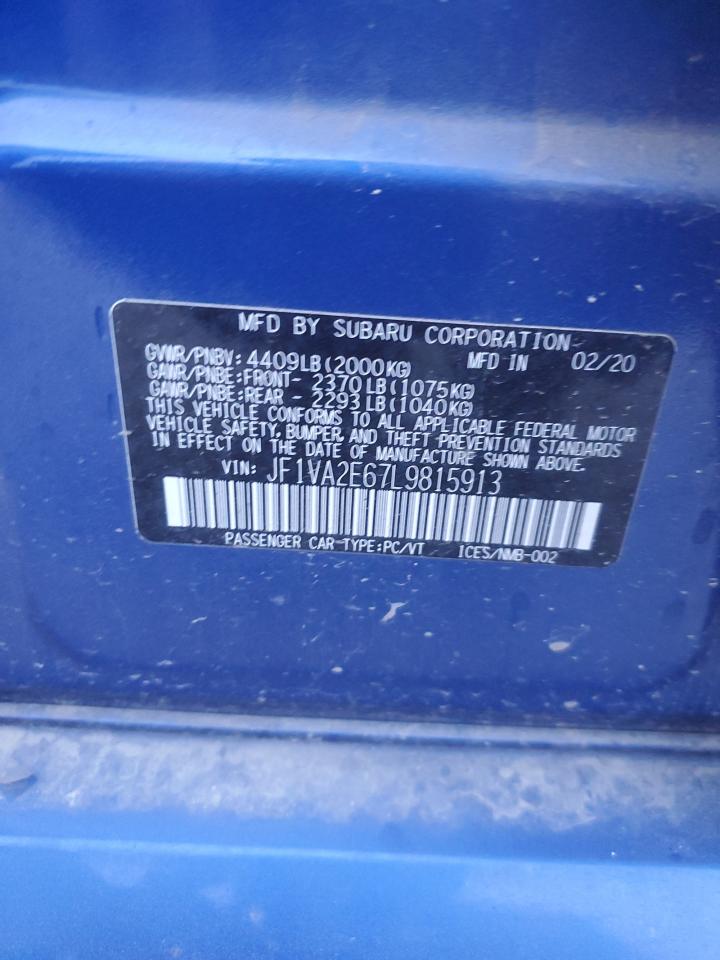 MFD BY SUBARU CORPORATION
GVWR/PNBV: 4409LB(2000KG) MFD IN 02/20
GAWR/PNBE:FRONT- 2370LB(1075KG)
GAWR/PNBE:REAR - 2293LB(1040KG)
THIS VEHICLE CONFORMS TO ALL APPLICABLE FEDERAL MOTOR
VEHICLE SAFETY, BUMPER, AND THEFT PREVENTION STANDARDS
IN EFFECT ON THE DATE OF MANUFACTURE SHOWN ABOVE.
VIN: JF1VA2E67L9815913
PASSENGER CAR TYPE:PC/VT ICES/NMB-002